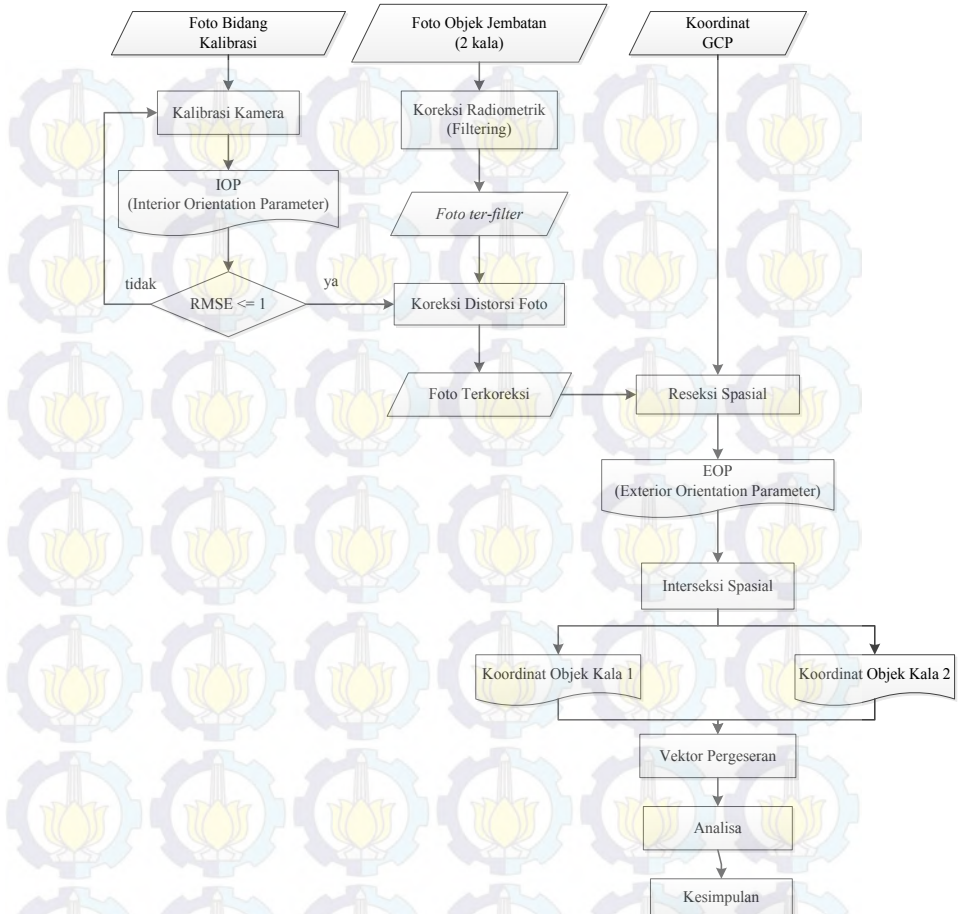 Foto Bidang
Kalibrasi
Foto Objek Jembatan
(2 kala)
Koordinat
GCP
Kalibrasi Kamera
Koreksi Radiometrik
(Filtering)
IOP
(Interior Orientation Parameter)
Foto ter-filter
tidak
RMSE <= 1
ya
Koreksi Distorsi Foto
Foto Terkoreksi
Reseksi Spasial
EOP
(Exterior Orientation Parameter)
Interseksi Spasial
Koordinat Objek Kala 1
Koordinat Objek Kala 2
Vektor Pergeseran
Analisa
Kesimpulan